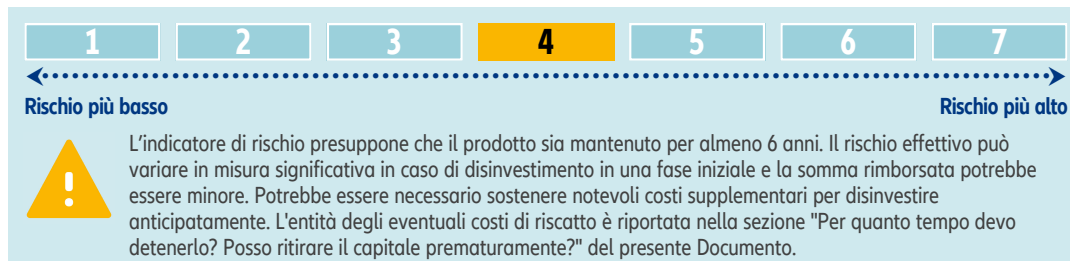 1 2 3 4 5 6 7
Rischio più basso Rischio più alto
L'indicatore di rischio presuppone che il prodotto sia mantenuto per almeno 6 anni. Il rischio effettivo può
variare in misura significativa in caso di disinvestimento in una fase iniziale e la somma rimborsata potrebbe
essere minore. Potrebbe essere necessario sostenere notevoli costi supplementari per disinvestire
anticipatamente. L'entità degli eventuali costi di riscatto è riportata nella sezione "Per quanto tempo devo
detenerlo? Posso ritirare il capitale prematuramente?" del presente Documento.